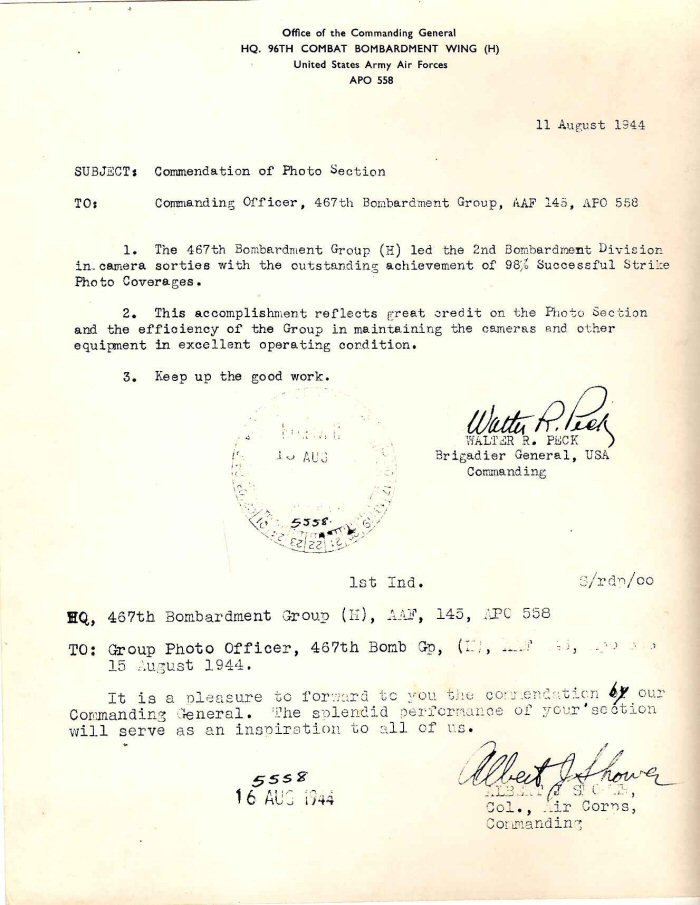 Office of the Commanding General
HQ. 96TH COMBAT BOMBARDMENT WING (H)
United States Army Air Forces
APO 558
11 August 1944
SUBJECT: Commendation of Photo Section
TO: Commanding Officer, 467th Bombardment Group, AAF 145, APO 558
1. The 467th Bombardment Group (H) led the 2nd Bombardment Division
in camera sorties with the outstanding achievement of 98% Successful Strike
Photo Coverages.
2. This accomplishment reflects great credit on the Photo Section
and the efficiency of the Group in maintaining the cameras and other
equipment in excellent operating condition.
3. Keep up the good work.
Walter R. Peck
WALTER R. PECK
Brigadier General, USA
Commanding
AUG
5558
1st Ind. S/rdn/oo
HQ, 467th Bombardment Group (H), AAF, 145, APO 558
TO: Group Photo Officer, 467th Bomb Gp, (H),
15 August 1944.
It is a pleasure to forward to you the commendation by our
Commanding General. The splendid performance of your section
will serve as an inspiration to all of us.
Albert J Shower
ALBERT J SHOWER,
Col., Air Corps,
Commanding
5558
16 AUG 1944